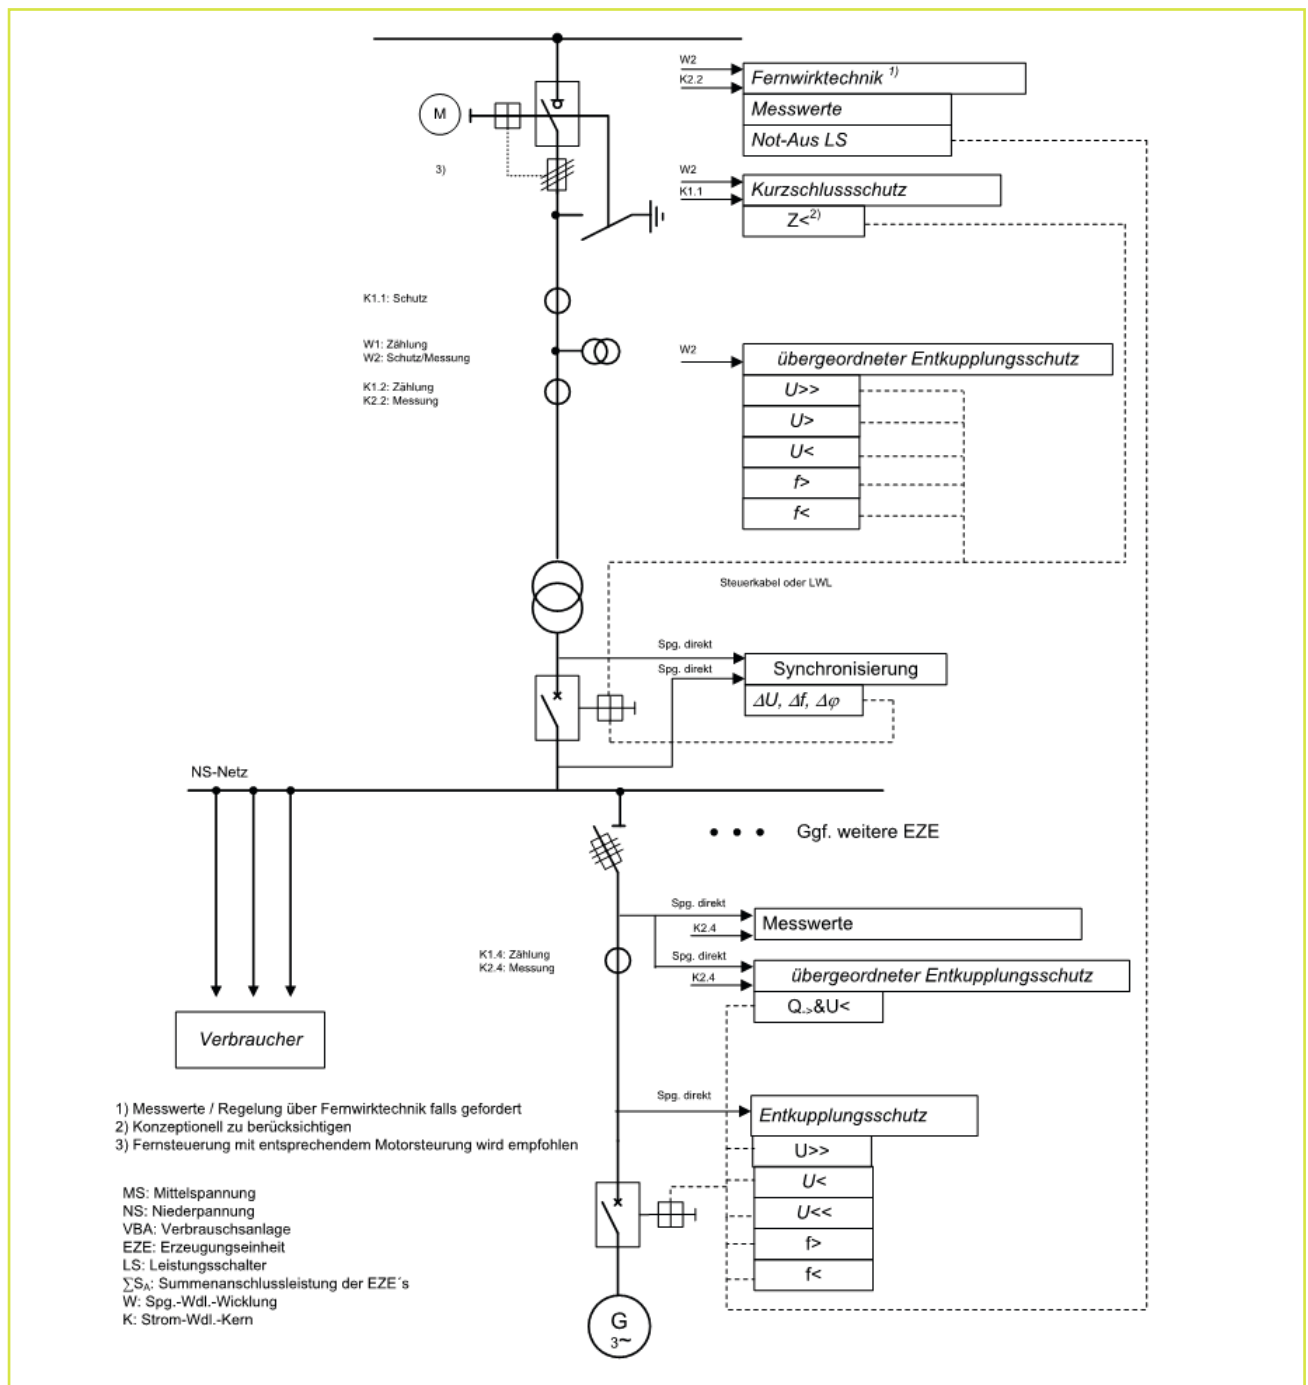 W2
K2.2
Fernwirktechnik 1)
Messwerte
Not-Aus LS
M
3)
W2
K1.1
Kurzschlussschutz
Z<2)
K1.1: Schutz
W1: Zählung
W2: Schutz/Messung
K1.2: Zählung
K2.2: Messung
W2
übergeordneter Entkupplungsschutz
U>>
U>
U<
f>
f<
Steuerkabel oder LWL
Spg. direkt
Spg. direkt
Synchronisierung
ΔU, Δf, Δφ
NS-Netz
Ggf. weitere EZE
Spg. direkt
K2.4
Messwerte
K1.4: Zählung
K2.4: Messung
Spg. direkt
K2.4
übergeordneter Entkupplungsschutz
Q->&U<
Verbraucher
Spg. direkt
Entkupplungsschutz
U>>
U<
U<<
f>
f<
G
3~
1) Messwerte / Regelung über Fernwirktechnik falls gefordert
2) Konzeptionell zu berücksichtigen
3) Fernsteuerung mit entsprechendem Motorsteurung wird empfohlen
MS: Mittelspannung
NS: Niederpannung
VBA: Verbrauschsanlage
EZE: Erzeugungseinheit
LS: Leistungsschalter
∑SA: Summenanschlussleistung der EZE´s
W: Spg.-Wdl.-Wicklung
K: Strom-Wdl.-Kern